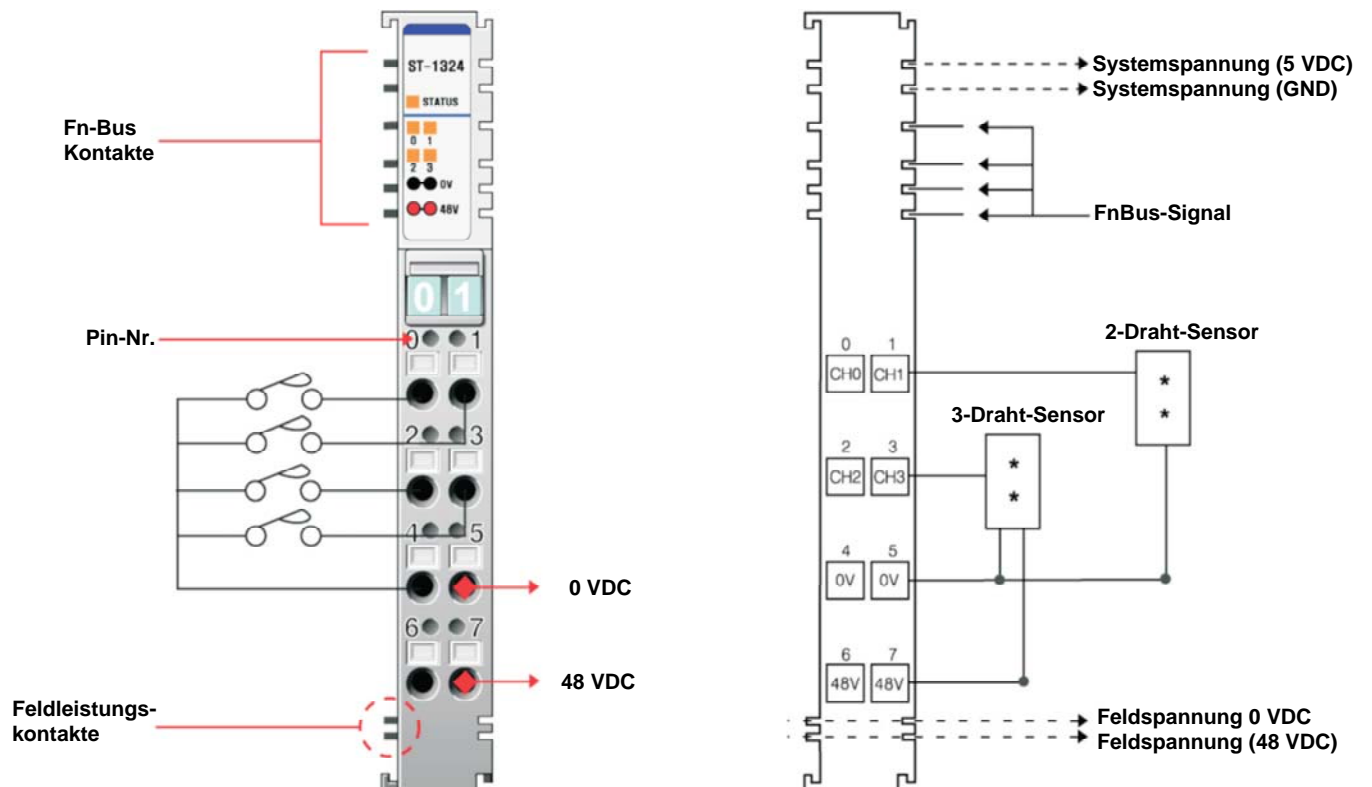 ST-1324
STATUS
0 1
2 3
0V
48V
Fn-Bus
Kontakte
01
Pin-Nr.
0 1
2 3
4 5
0 VDC
6 7
48 VDC
Feldleistungs-
kontakte
Systemspannung (5 VDC)
Systemspannung (GND)
FnBus-Signal
2-Draht-Sensor
0 1
CH0 CH1
*
*
3-Draht-Sensor
2 3
CH2 CH3
*
*
4 5
0V 0V
6 7
48V 48V
Feldspannung 0 VDC
Feldspannung (48 VDC)